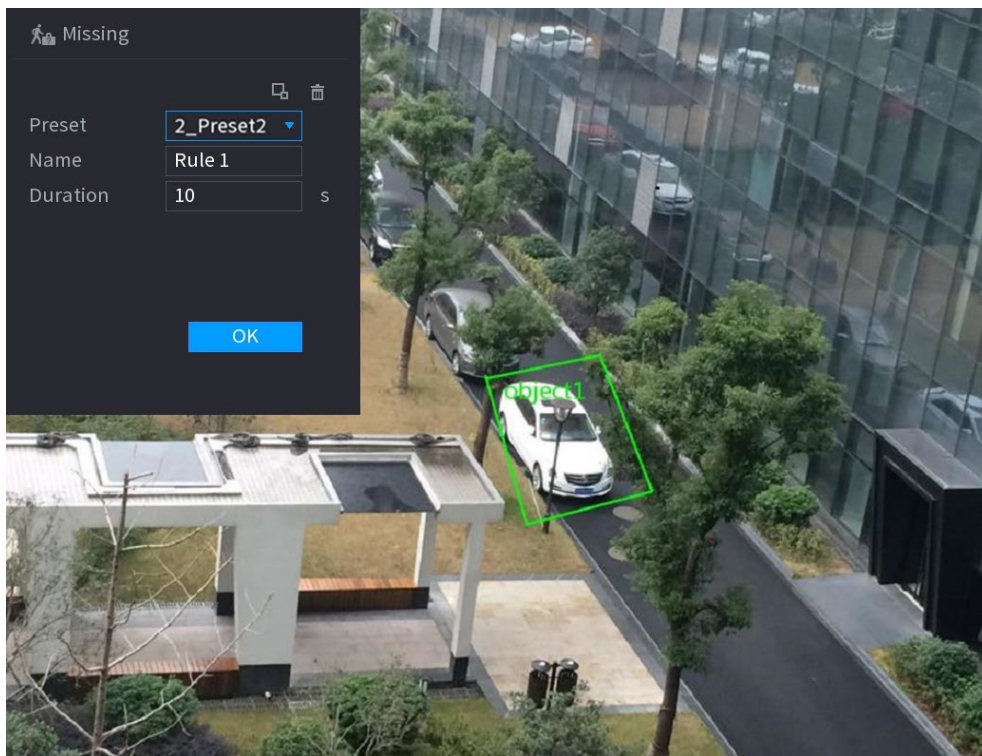 Missing
Preset 2_Preset2
Name Rule 1
Duration 10 s
OK
object1